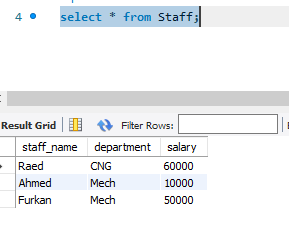 4 select * from Staff;
Result Grid Filter Rows:
staff_name department salary
Raed CNG 60000
Ahmed Mech 10000
Furkan Mech 50000